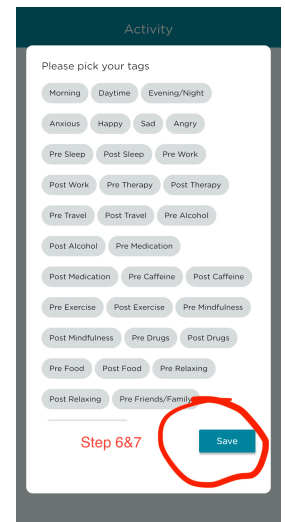 Activity
Please pick your tags
Morning Daytime Evening/Night
Anxious Happy Sad Angry
Pre Sleep Post Sleep Pre Work
Post Work Pre Therapy Post Therapy
Pre Travel Post Travel Pre Alcohol
Post Alcohol Pre Medication
Post Medication Pre Caffeine Post Caffeine
Pre Exercise Post Exercise Pre Mindfulness
Post Mindfulness Pre Drugs Post Drugs
Pre Food Post Food Pre Relaxing
Post Relaxing Pre Friends/Family
Step 6&7 Save